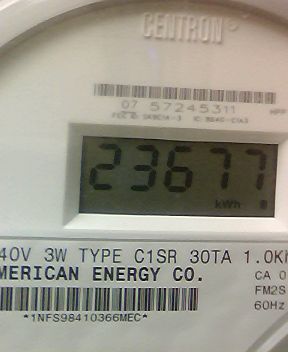 CENTRON®
07 57245311
23677
kWh
40V 3W TYPE C1SR 30TA 1.0Kh
MERICAN ENERGY CO.
CA 0
FM2S
60Hz
*1NFS98410366MEC*